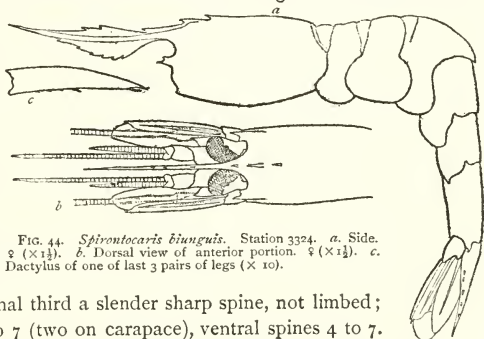 a
c
b
FIG. 44. Spirontocaris biunguis. Station 3324. a. Side.
♀ (×1½). b. Dorsal view of anterior portion. ♀ (×1½). c.
Dactylus of one of last 3 pairs of legs (× 10).
nal third a slender sharp spine, not limbed;
7 (two on carapace), ventral spines 4 to 7.